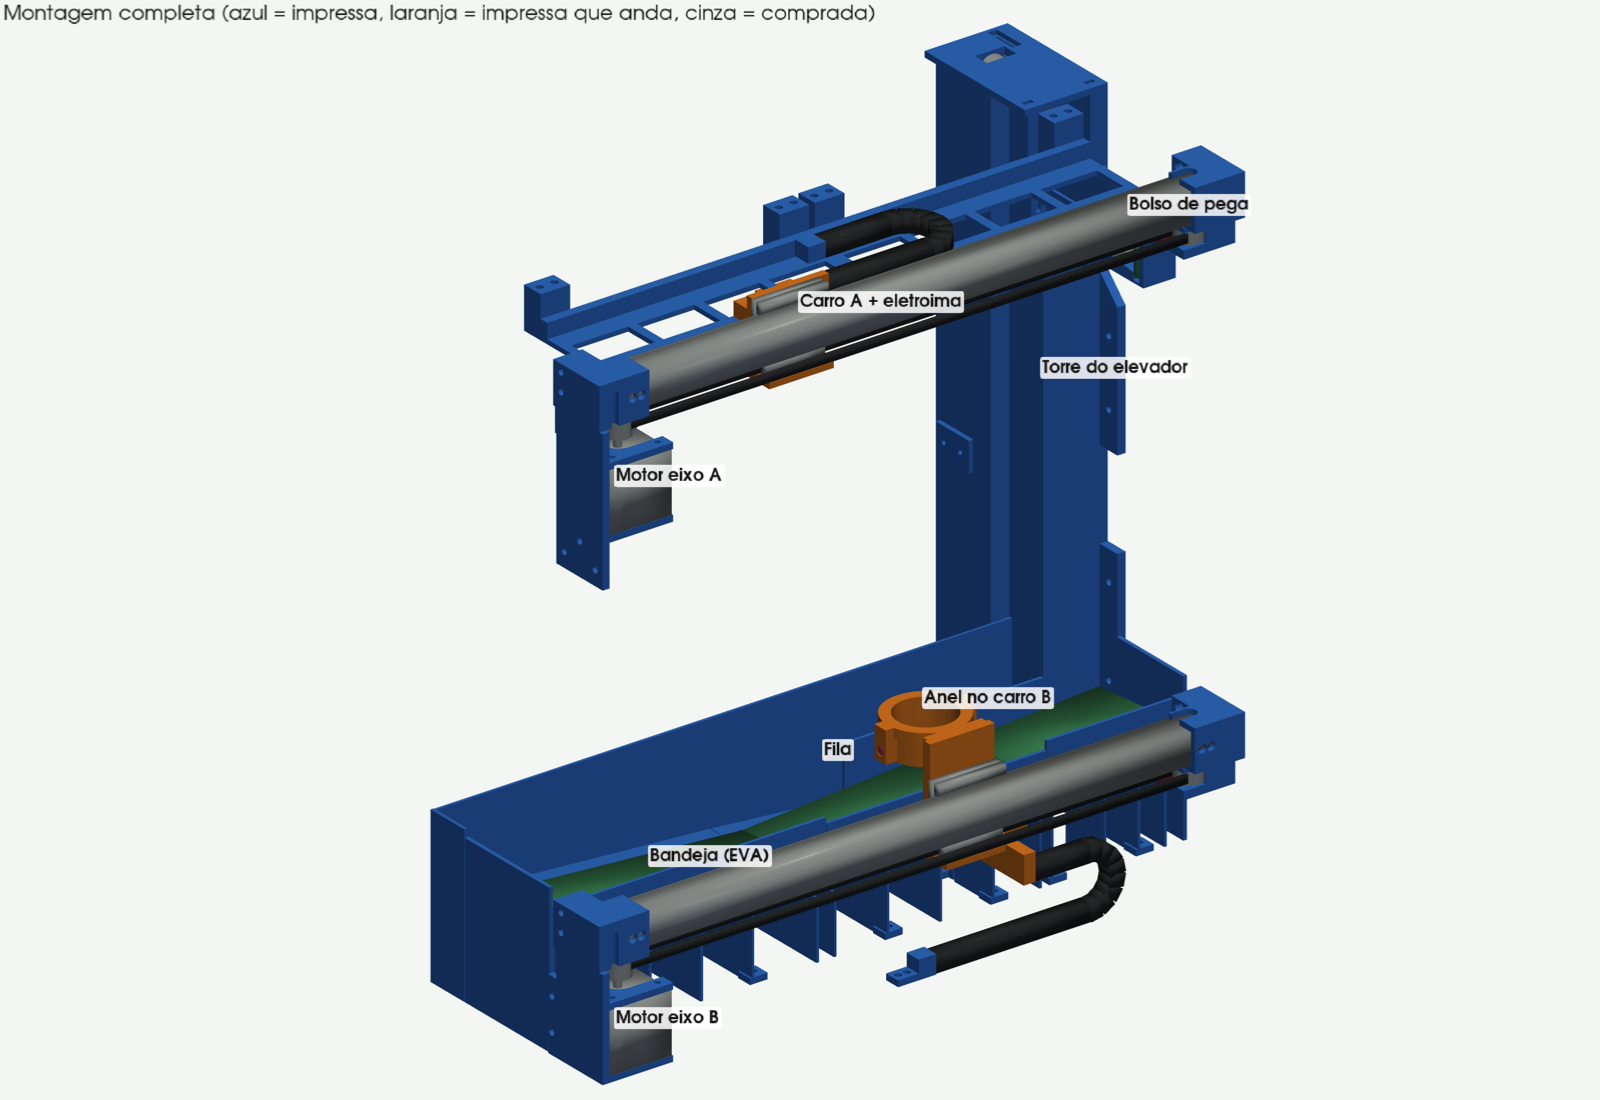 Montagem completa (azul = impressa, laranja = impressa que anda, cinza = comprada)
Bolso de pega
Carro A + eletroima
Torre do elevador
Motor eixo A
Anel no carro B
Fila
Bandeja (EVA)
Motor eixo B